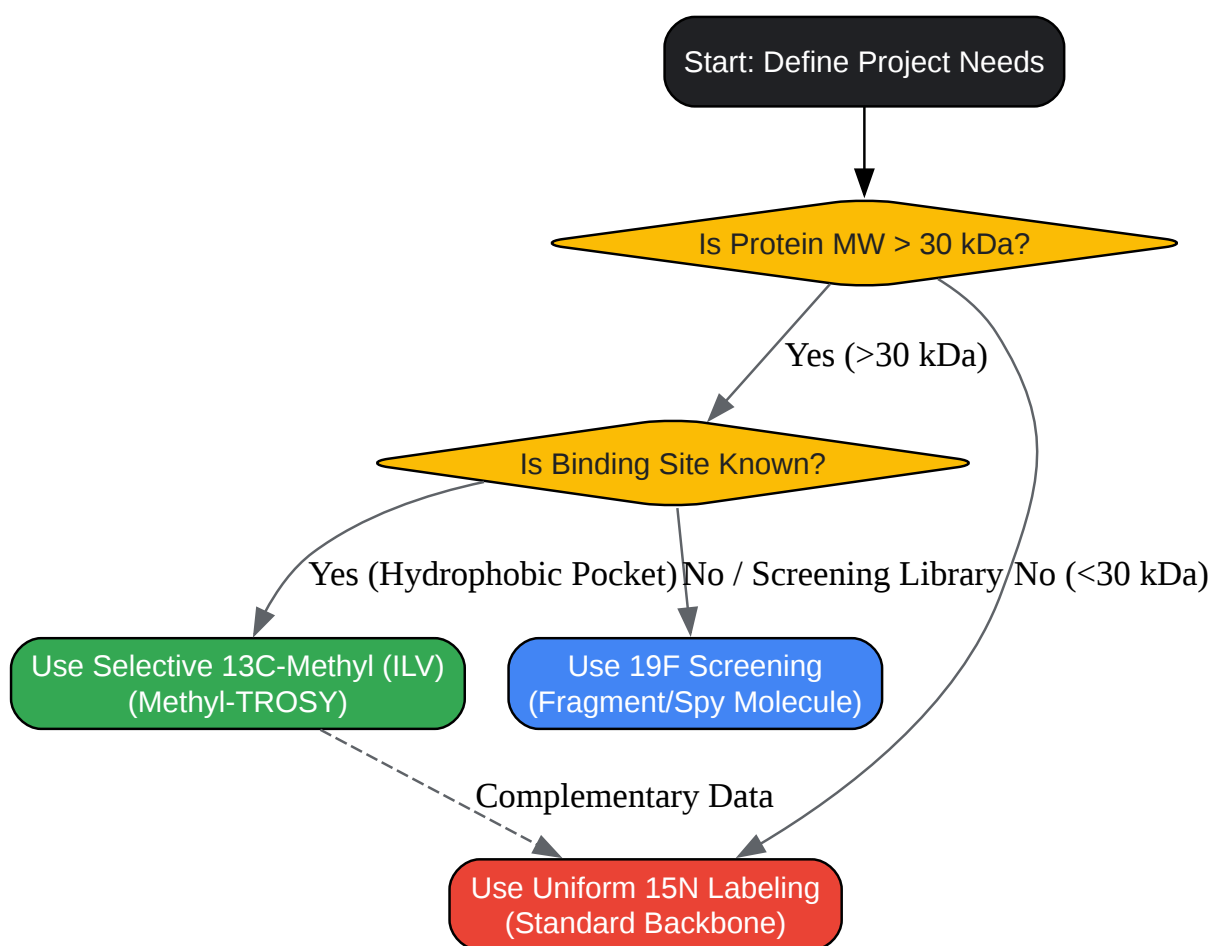 Start: Define Project Needs
Is Protein MW > 30 kDa?
Yes (>30 kDa)
Is Binding Site Known?
Yes (Hydrophobic Pocket)
No / Screening Library
No (<30 kDa)
Use Selective 13C-Methyl (ILV)
(Methyl-TROSY)
Use 19F Screening
(Fragment/Spy Molecule)
Complementary Data
Use Uniform 15N Labeling
(Standard Backbone)